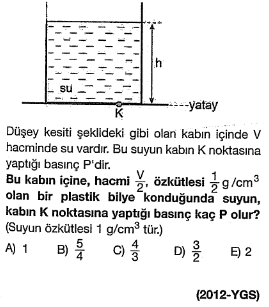 h
su
K
yatay
Düşey kesiti şekildeki gibi olan kabın içinde V
hacminde su vardır. Bu suyun kabın K noktasına
yaptığı basınç P'dir.
Bu kabın içine, hacmi V/2, özkütlesi 1/2 g/cm³
olan bir plastik bilye konduğunda suyun,
kabın K noktasına yaptığı basınç kaç P olur?
(Suyun özkütlesi 1 g/cm³ tür.)
A) 1 B) 5/4 C) 4/3 D) 3/2 E) 2
(2012-YGS)